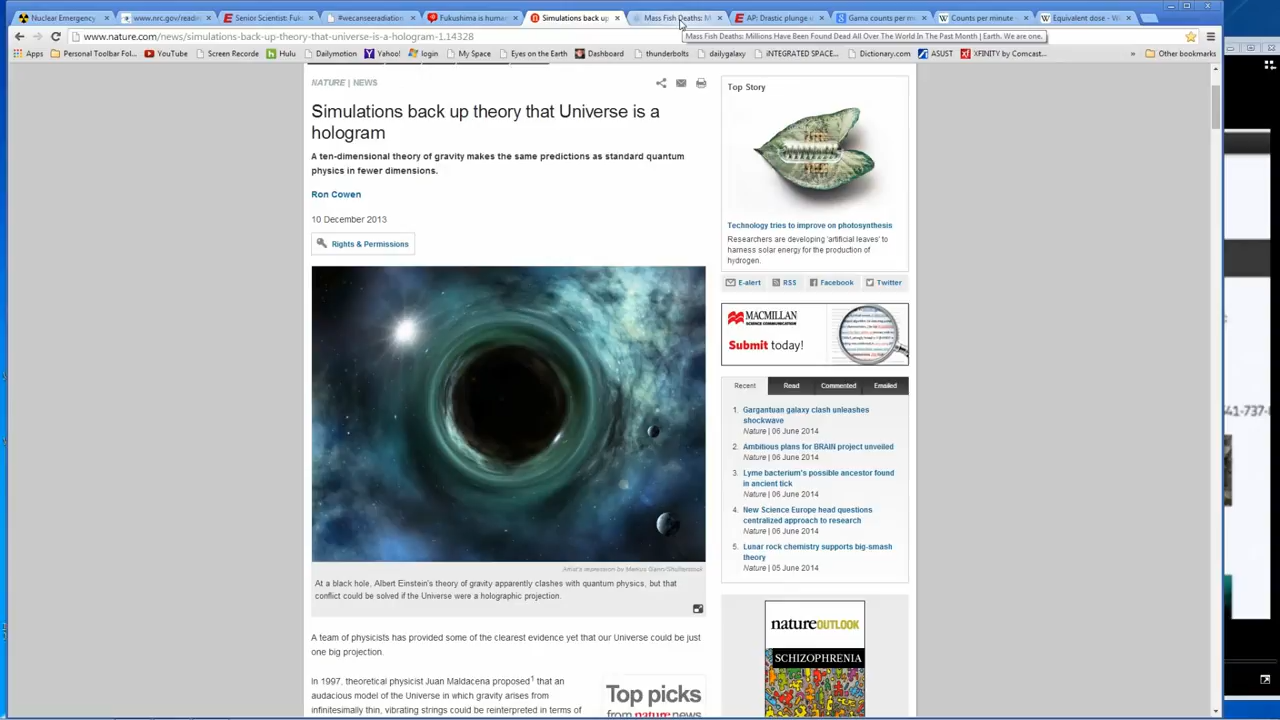 Nuclear Emergency
www.nrc.gov/readin
Senior Scientist: Fuku
#wecanseeradiation
Fukushima is human
Simulations back up
Mass Fish Deaths: M
AP: Drastic plunge
Gama counts per m
Counts per minute
Equivalent dose - W
www.nature.com/news/simulations-back-up-theory-that-universe-is-a-hologram-1.14328
Mass Fish Deaths: Millions Have Been Found Dead All Over The World In The Past Month | Earth. We are one.
Apps Personal Toolbar Fol... YouTube Screen Recorde Hulu Dailymotion Yahoo! login My Space Eyes on the Earth Dashboard thunderbolts dailygalaxy iNTEGRATED SPACE... Dictionary.com ASUST XFINITY by Comcast... Other bookmarks
NATURE | NEWS
Simulations back up theory that Universe is a
hologram
A ten-dimensional theory of gravity makes the same predictions as standard quantum
physics in fewer dimensions.
Ron Cowen
10 December 2013
Rights & Permissions
Artist's impression by Markus Gann/Shutterstock
At a black hole, Albert Einstein's theory of gravity apparently clashes with quantum physics, but that
conflict could be solved if the Universe were a holographic projection.
A team of physicists has provided some of the clearest evidence yet that our Universe could be just
one big projection.
In 1997, theoretical physicist Juan Maldacena proposed1 that an
audacious model of the Universe in which gravity arises from
infinitesimally thin, vibrating strings could be reinterpreted in terms of
Top picks
from nature news
Top Story
Technology tries to improve on photosynthesis
Researchers are developing 'artificial leaves' to
harness solar energy for the production of
hydrogen.
E-alert RSS Facebook Twitter
MACMILLAN
SCIENCE COMMUNICATION
Submit today!
Recent Read Commented Emailed
1. Gargantuan galaxy clash unleashes
shockwave
Nature | 06 June 2014
2. Ambitious plans for BRAIN project unveiled
Nature | 06 June 2014
3. Lyme bacterium's possible ancestor found
in ancient tick
Nature | 06 June 2014
4. New Science Europe head questions
centralized approach to research
Nature | 06 June 2014
5. Lunar rock chemistry supports big-smash
theory
Nature | 05 June 2014
nature OUTLOOK
SCHIZOPHRENIA
41-737-